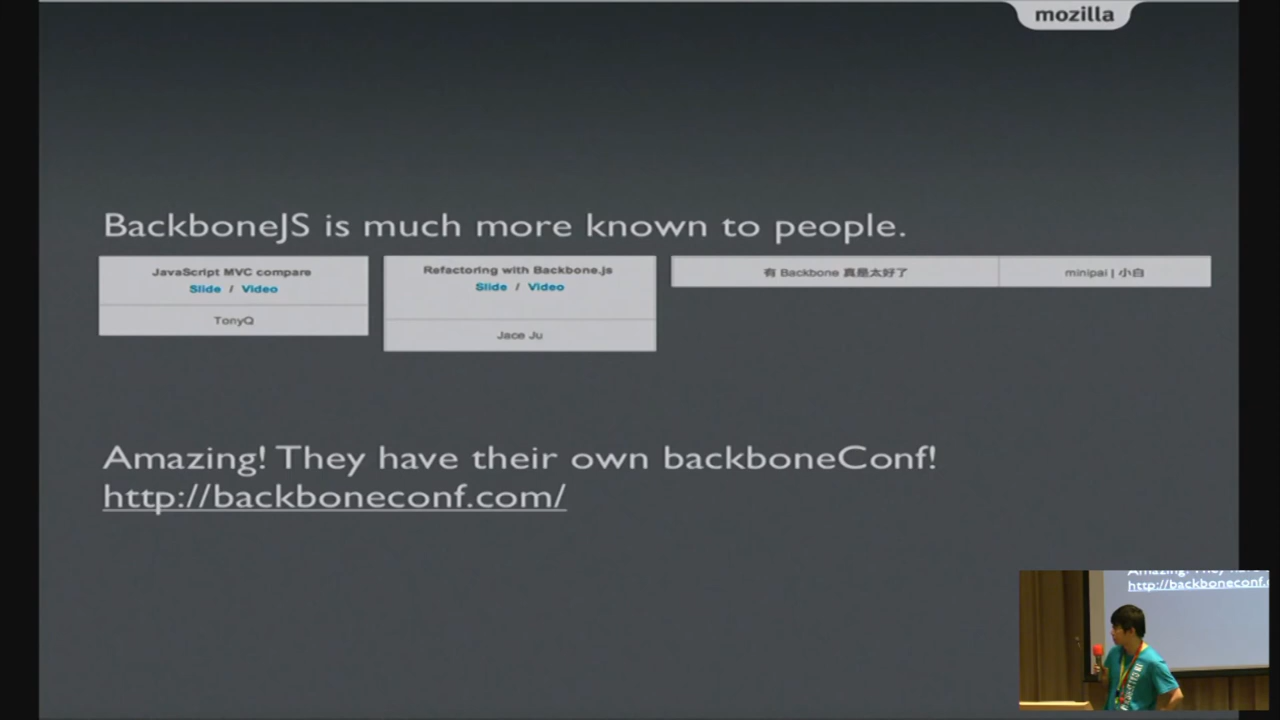 mozilla
BackboneJS is much more known to people.
JavaScript MVC compare
Slide / Video
TonyQ
Refactoring with Backbone.js
Slide / Video
Jace Ju
有 Backbone 真是太好了
minipai | 小白
Amazing! They have their own backboneConf!
http://backboneconf.com/
http://backboneconf.c